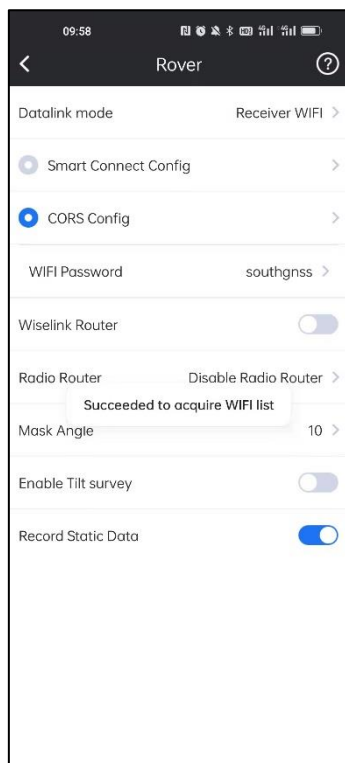 09:58
Rover
Datalink mode Receiver WIFI
Smart Connect Config
CORS Config
WIFI Password southgnss
Wiselink Router
Radio Router Disable Radio Router
Succeeded to acquire WIFI list
Mask Angle 10
Enable Tilt survey
Record Static Data